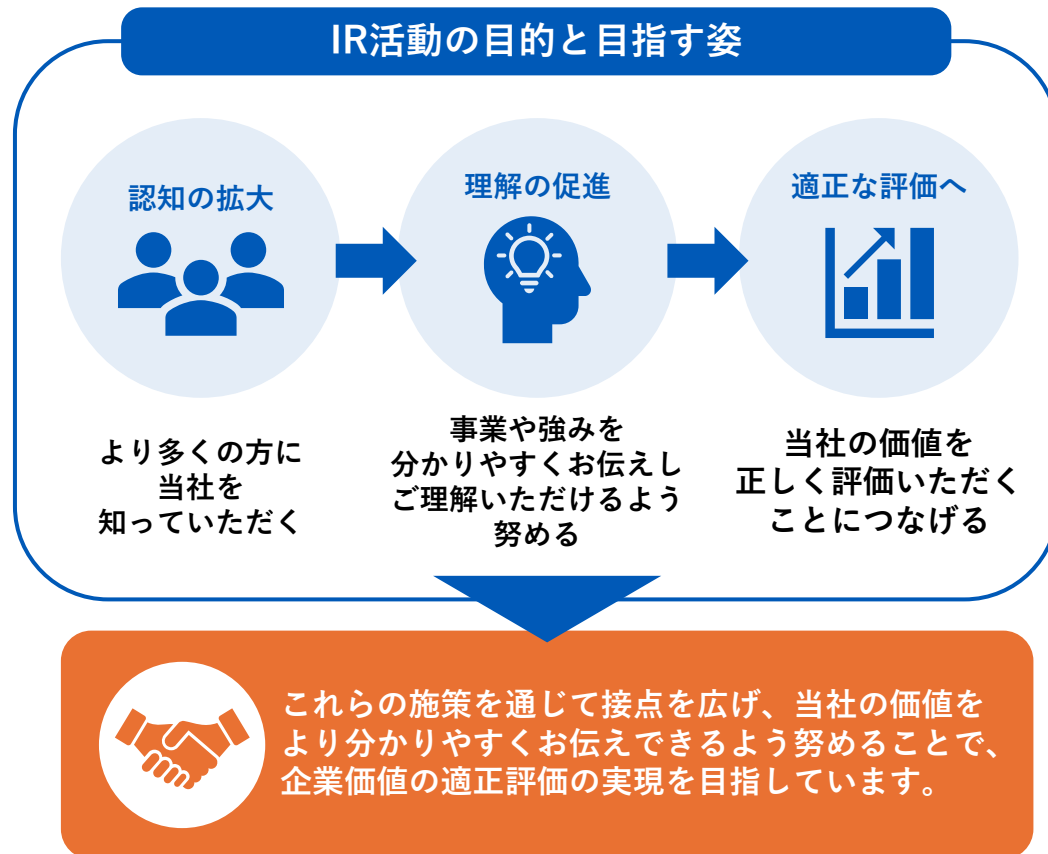 IR活動の目的と目指す姿
認知の拡大
より多くの方に
当社を
知っていただく
理解の促進
事業や強みを
分かりやすくお伝えし
ご理解いただけるよう
努める
適正な評価へ
当社の価値を
正しく評価いただく
ことにつなげる
これらの施策を通じて接点を広げ、当社の価値を
より分かりやすくお伝えできるよう努めることで、
企業価値の適正評価の実現を目指しています。